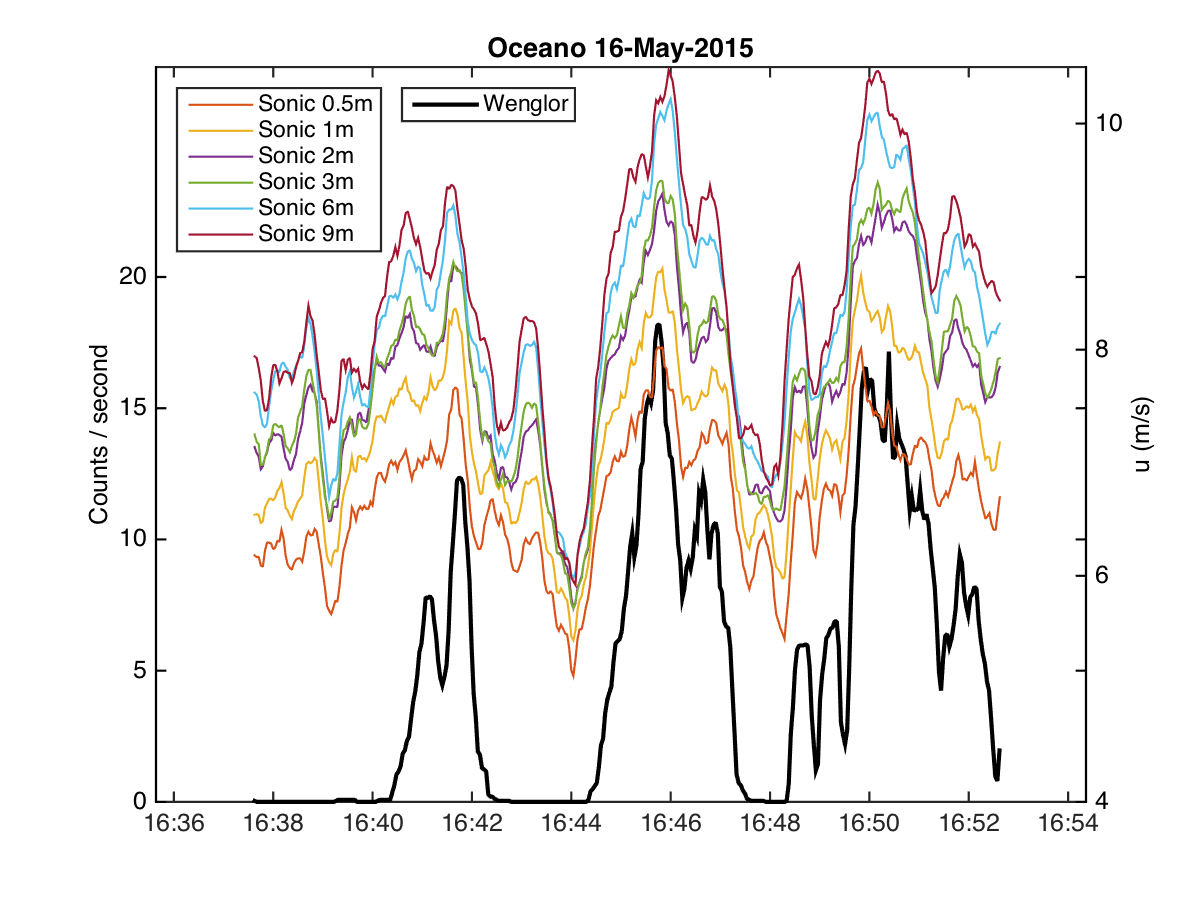 Oceano 16-May-2015
Sonic 0.5m
Sonic 1m
Sonic 2m
Sonic 3m
Sonic 6m
Sonic 9m
Wenglor
Counts / second
20
15
10
5
0
10
8
6
4
u (m/s)
16:36 16:38 16:40 16:42 16:44 16:46 16:48 16:50 16:52 16:54